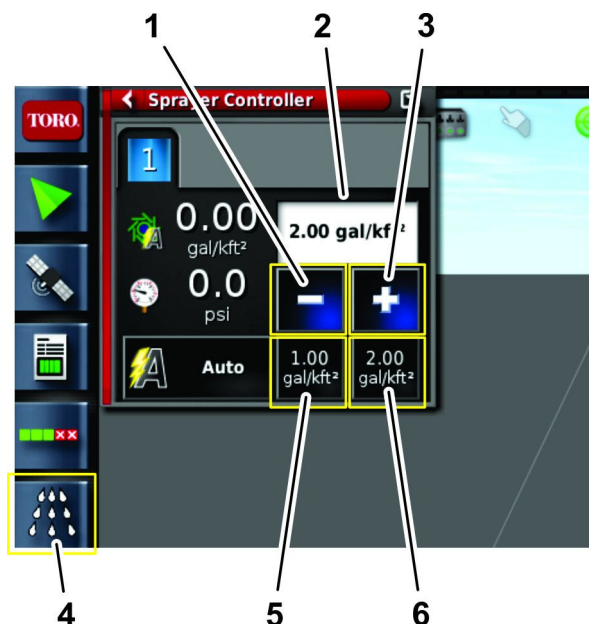 1 2 3
TORO.
Sprayer Controller
1
0.00
gal/kft²
2.00 gal/kf ²
0.0
psi
- +
A Auto
1.00
gal/kft²
2.00
gal/kft²
4 5 6